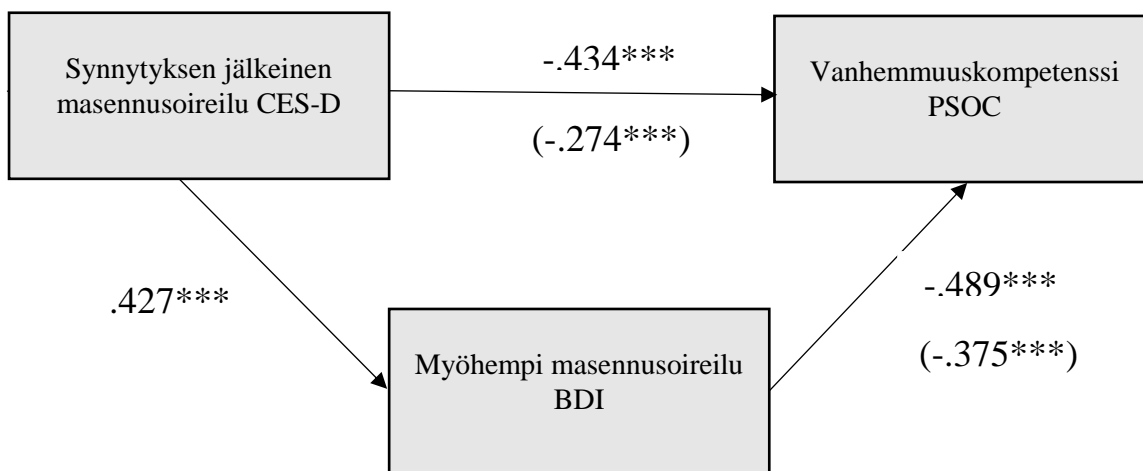 Synnytyksen jälkeinen
masennusoireilu CES-D
-.434***
(-.274***)
Vanhemmuuskompetenssi
PSOC
.427***
Myöhempi masennusoireilu
BDI
-.489***
(-.375***)